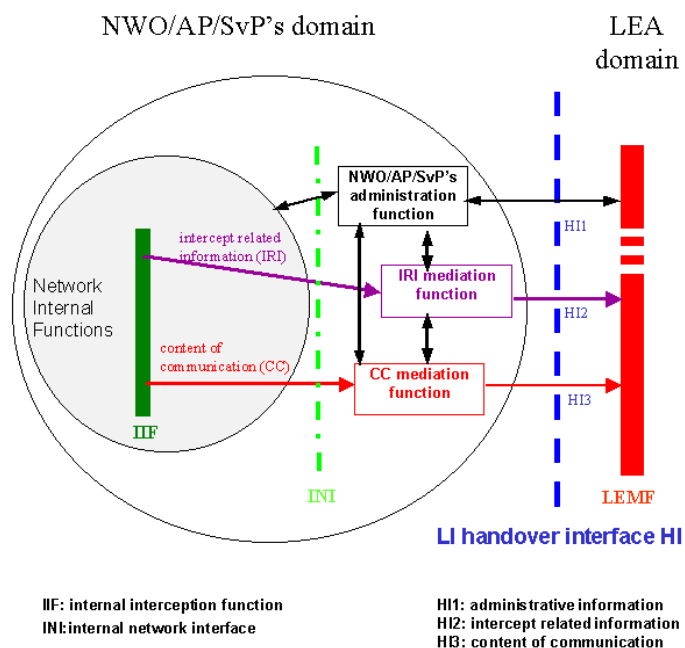 NWO/AP/SvP's domain
LEA
domain
NWO/AP/SvP's
administration
function
HI1
intercept related
information (IRI)
IRI mediation
function
Network
Internal
Functions
HI2
content of
communication (CC)
CC mediation
function
HI3
IIF
INI
LEMF
LI handover interface HI
IIF: internal interception function
INI:internal network interface
HI1: administrative information
HI2: intercept related information
HI3: content of communication